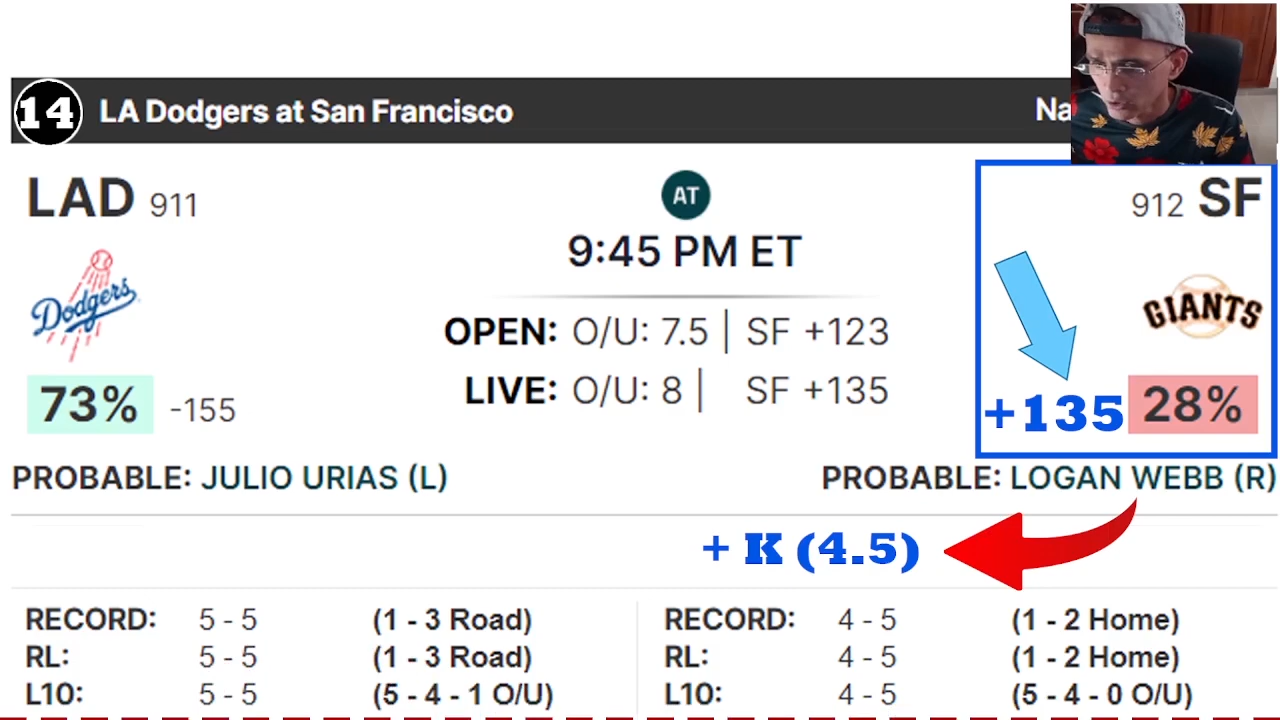 14 LA Dodgers at San Francisco Na
LAD 911 AT 912 SF
9:45 PM ET
Dodgers GIANTS
OPEN: O/U: 7.5 | SF +123
LIVE: O/U: 8 | SF +135
73% -155 +135 28%
PROBABLE: JULIO URIAS (L) PROBABLE: LOGAN WEBB (R)
+ K (4.5)
RECORD: 5 - 5 (1 - 3 Road) RECORD: 4 - 5 (1 - 2 Home)
RL: 5 - 5 (1 - 3 Road) RL: 4 - 5 (1 - 2 Home)
L10: 5 - 5 (5 - 4 - 1 O/U) L10: 4 - 5 (5 - 4 - 0 O/U)